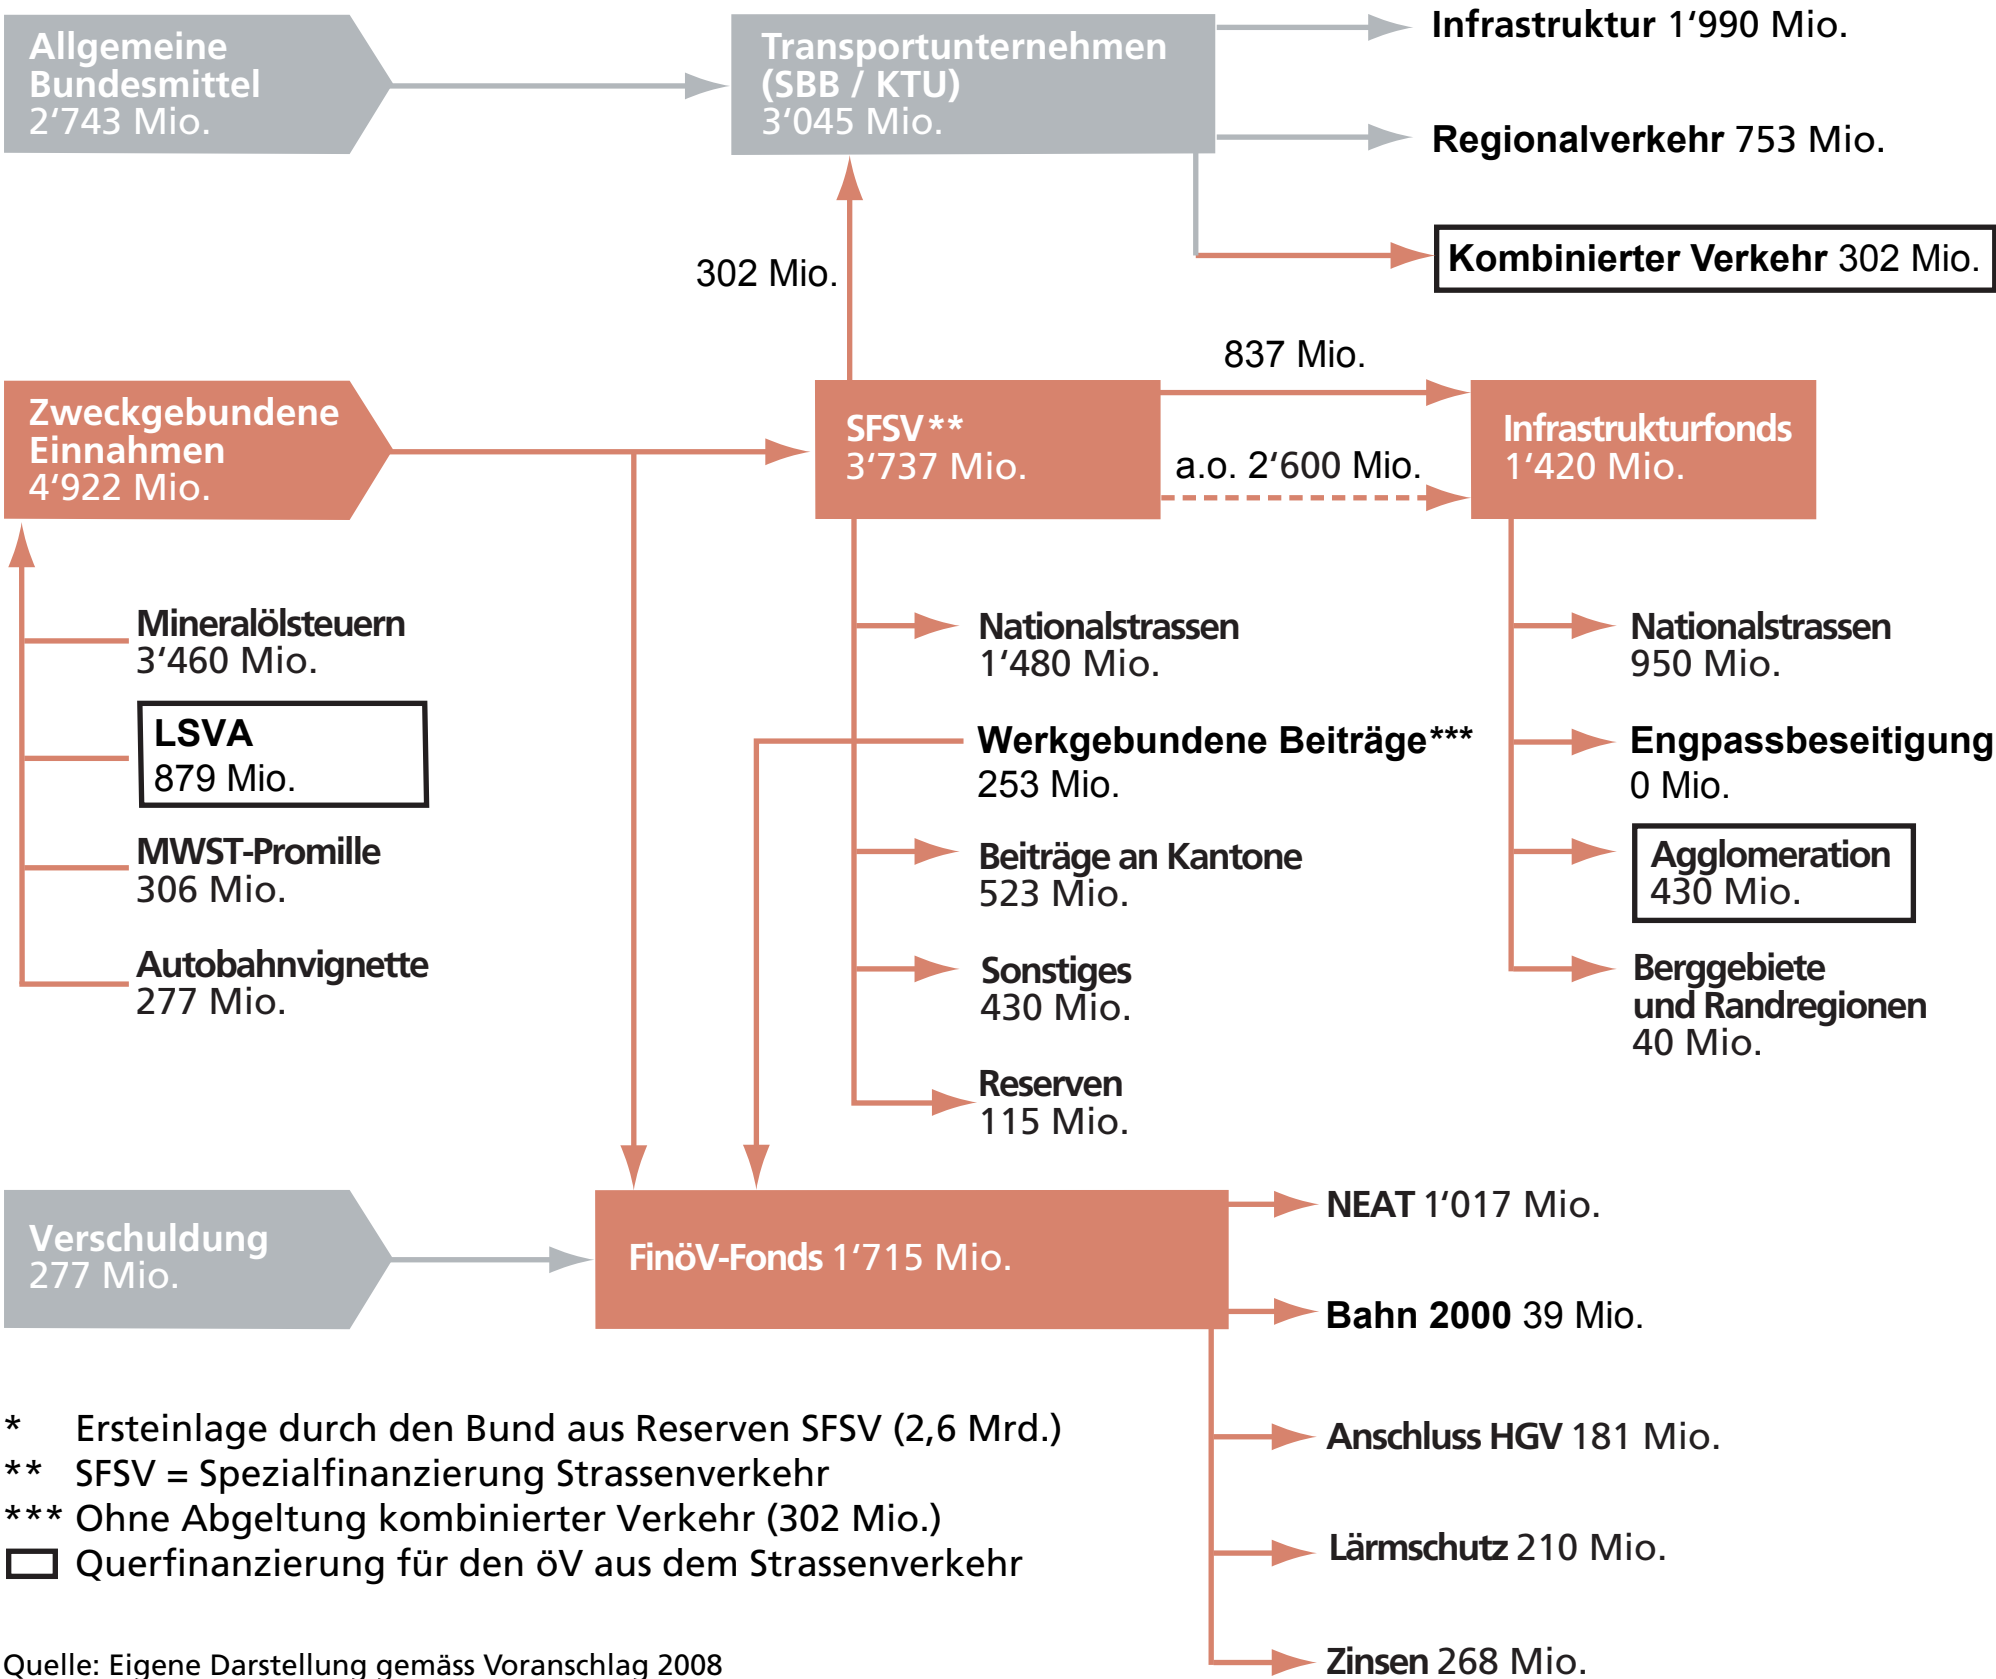 Allgemeine
Bundesmittel
2‘743 Mio.
Transportunternehmen
(SBB / KTU)
3‘045 Mio.
Infrastruktur 1‘990 Mio.
Regionalverkehr 753 Mio.
Kombinierter Verkehr 302 Mio.
302 Mio.
837 Mio.
Zweckgebundene
Einnahmen
4‘922 Mio.
SFSV**
3‘737 Mio.
a.o. 2‘600 Mio.
Infrastrukturfonds
1‘420 Mio.
Mineralölsteuern
3‘460 Mio.
LSVA
879 Mio.
MWST-Promille
306 Mio.
Autobahnvignette
277 Mio.
Nationalstrassen
1‘480 Mio.
Werkgebundene Beiträge***
253 Mio.
Beiträge an Kantone
523 Mio.
Sonstiges
430 Mio.
Reserven
115 Mio.
Nationalstrassen
950 Mio.
Engpassbeseitigung
0 Mio.
Agglomeration
430 Mio.
Berggebiete
und Randregionen
40 Mio.
Verschuldung
277 Mio.
FinöV-Fonds 1‘715 Mio.
NEAT 1‘017 Mio.
Bahn 2000 39 Mio.
Anschluss HGV 181 Mio.
Lärmschutz 210 Mio.
Zinsen 268 Mio.
* Ersteinlage durch den Bund aus Reserven SFSV (2,6 Mrd.)
** SFSV = Spezialfinanzierung Strassenverkehr
*** Ohne Abgeltung kombinierter Verkehr (302 Mio.)
Querfinanzierung für den öV aus dem Strassenverkehr
Quelle: Eigene Darstellung gemäss Voranschlag 2008